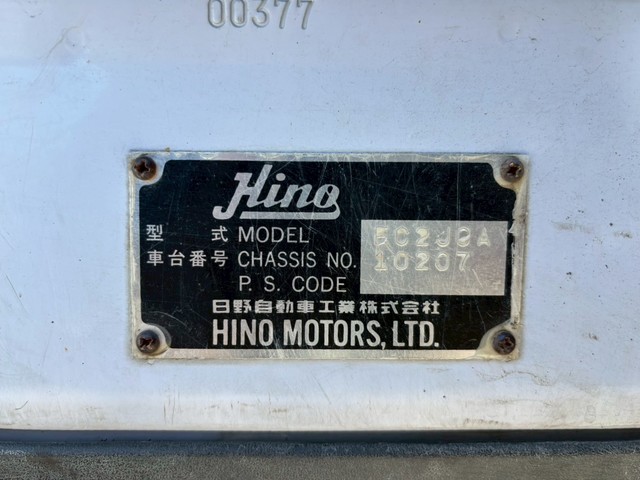 00377
Hino
型 式 MODEL
車台番号 CHASSIS NO. 10207
P. S. CODE
日野自動車工業株式会社
HINO MOTORS, LTD.